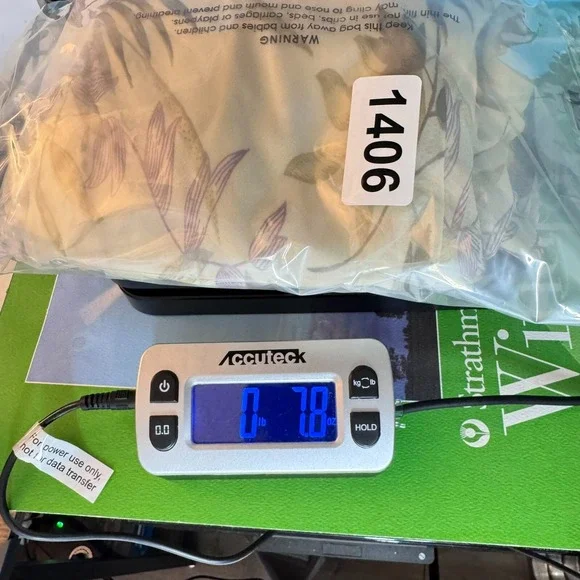 WARNING
Keep this bag away from babies and children.
not use in cribs, beds, carriages or playpens.
The thin film may cling to nose and mouth and prevent breathing
1406
ACCUTECK
0.0
0 lb 7.8 oz
kg lb
HOLD
For power use only,
not for data transfer
Strathm
Wi